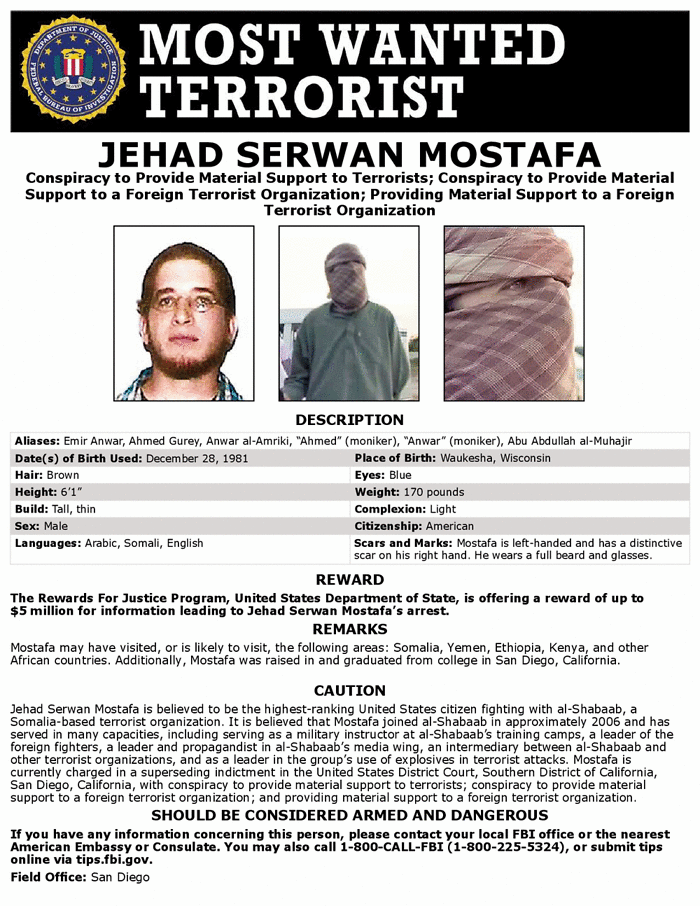 DEPARTMENT OF JUSTICE
FEDERAL BUREAU OF INVESTIGATION
MOST WANTED
TERRORIST
JEHAD SERWAN MOSTAFA
Conspiracy to Provide Material Support to Terrorists; Conspiracy to Provide Material
Support to a Foreign Terrorist Organization; Providing Material Support to a Foreign
Terrorist Organization
DESCRIPTION
Aliases: Emir Anwar, Ahmed Gurey, Anwar al-Amriki, “Ahmed” (moniker), “Anwar” (moniker), Abu Abdullah al-Muhajir
Date(s) of Birth Used: December 28, 1981 Place of Birth: Waukesha, Wisconsin
Hair: Brown Eyes: Blue
Height: 6’1” Weight: 170 pounds
Build: Tall, thin Complexion: Light
Sex: Male Citizenship: American
Languages: Arabic, Somali, English Scars and Marks: Mostafa is left-handed and has a distinctive
scar on his right hand. He wears a full beard and glasses.
REWARD
The Rewards For Justice Program, United States Department of State, is offering a reward of up to
$5 million for information leading to Jehad Serwan Mostafa’s arrest.
REMARKS
Mostafa may have visited, or is likely to visit, the following areas: Somalia, Yemen, Ethiopia, Kenya, and other
African countries. Additionally, Mostafa was raised in and graduated from college in San Diego, California.
CAUTION
Jehad Serwan Mostafa is believed to be the highest-ranking United States citizen fighting with al-Shabaab, a
Somalia-based terrorist organization. It is believed that Mostafa joined al-Shabaab in approximately 2006 and has
served in many capacities, including serving as a military instructor at al-Shabaab’s training camps, a leader of the
foreign fighters, a leader and propagandist in al-Shabaab’s media wing, an intermediary between al-Shabaab and
other terrorist organizations, and as a leader in the group’s use of explosives in terrorist attacks. Mostafa is
currently charged in a superseding indictment in the United States District Court, Southern District of California,
San Diego, California, with conspiracy to provide material support to terrorists; conspiracy to provide material
support to a foreign terrorist organization; and providing material support to a foreign terrorist organization.
SHOULD BE CONSIDERED ARMED AND DANGEROUS
If you have any information concerning this person, please contact your local FBI office or the nearest
American Embassy or Consulate. You may also call 1-800-CALL-FBI (1-800-225-5324), or submit tips
online via tips.fbi.gov.
Field Office: San Diego